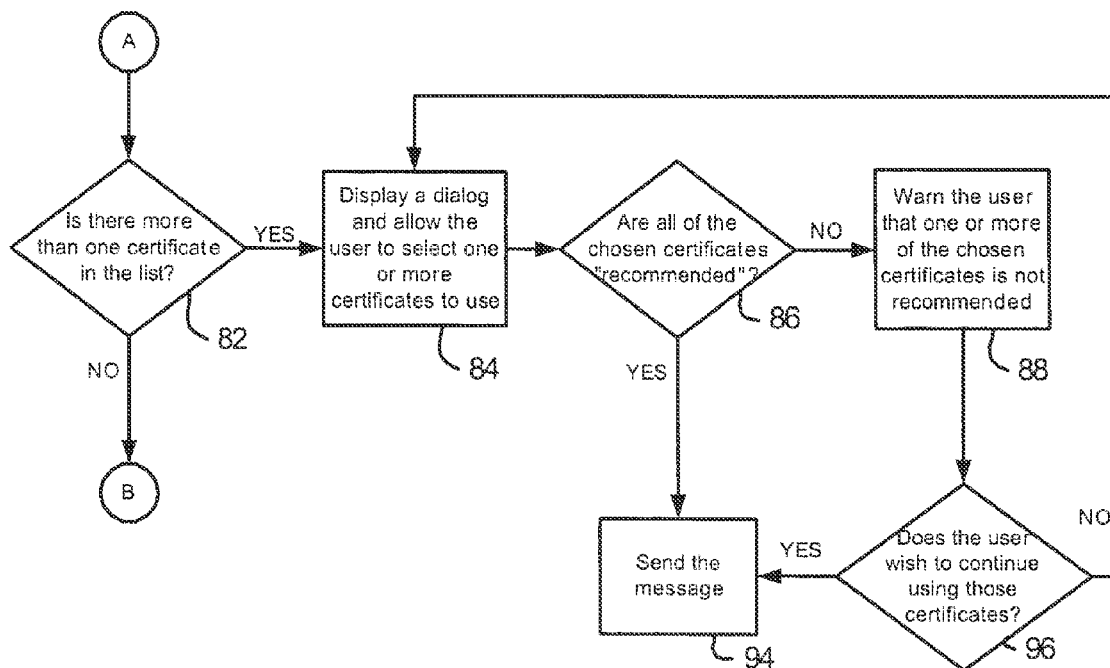 A
Is there more
than one certificate
in the list?
YES
82
NO
B
Display a dialog
and allow the
user to select one
or more
certificates to use
84
Are all of the
chosen certificates
"recommended"?
NO
86
YES
Warn the user
that one or more
of the chosen
certificates is not
recommended
88
Does the user
wish to continue
using those
certificates?
YES
NO
96
Send the
message
94